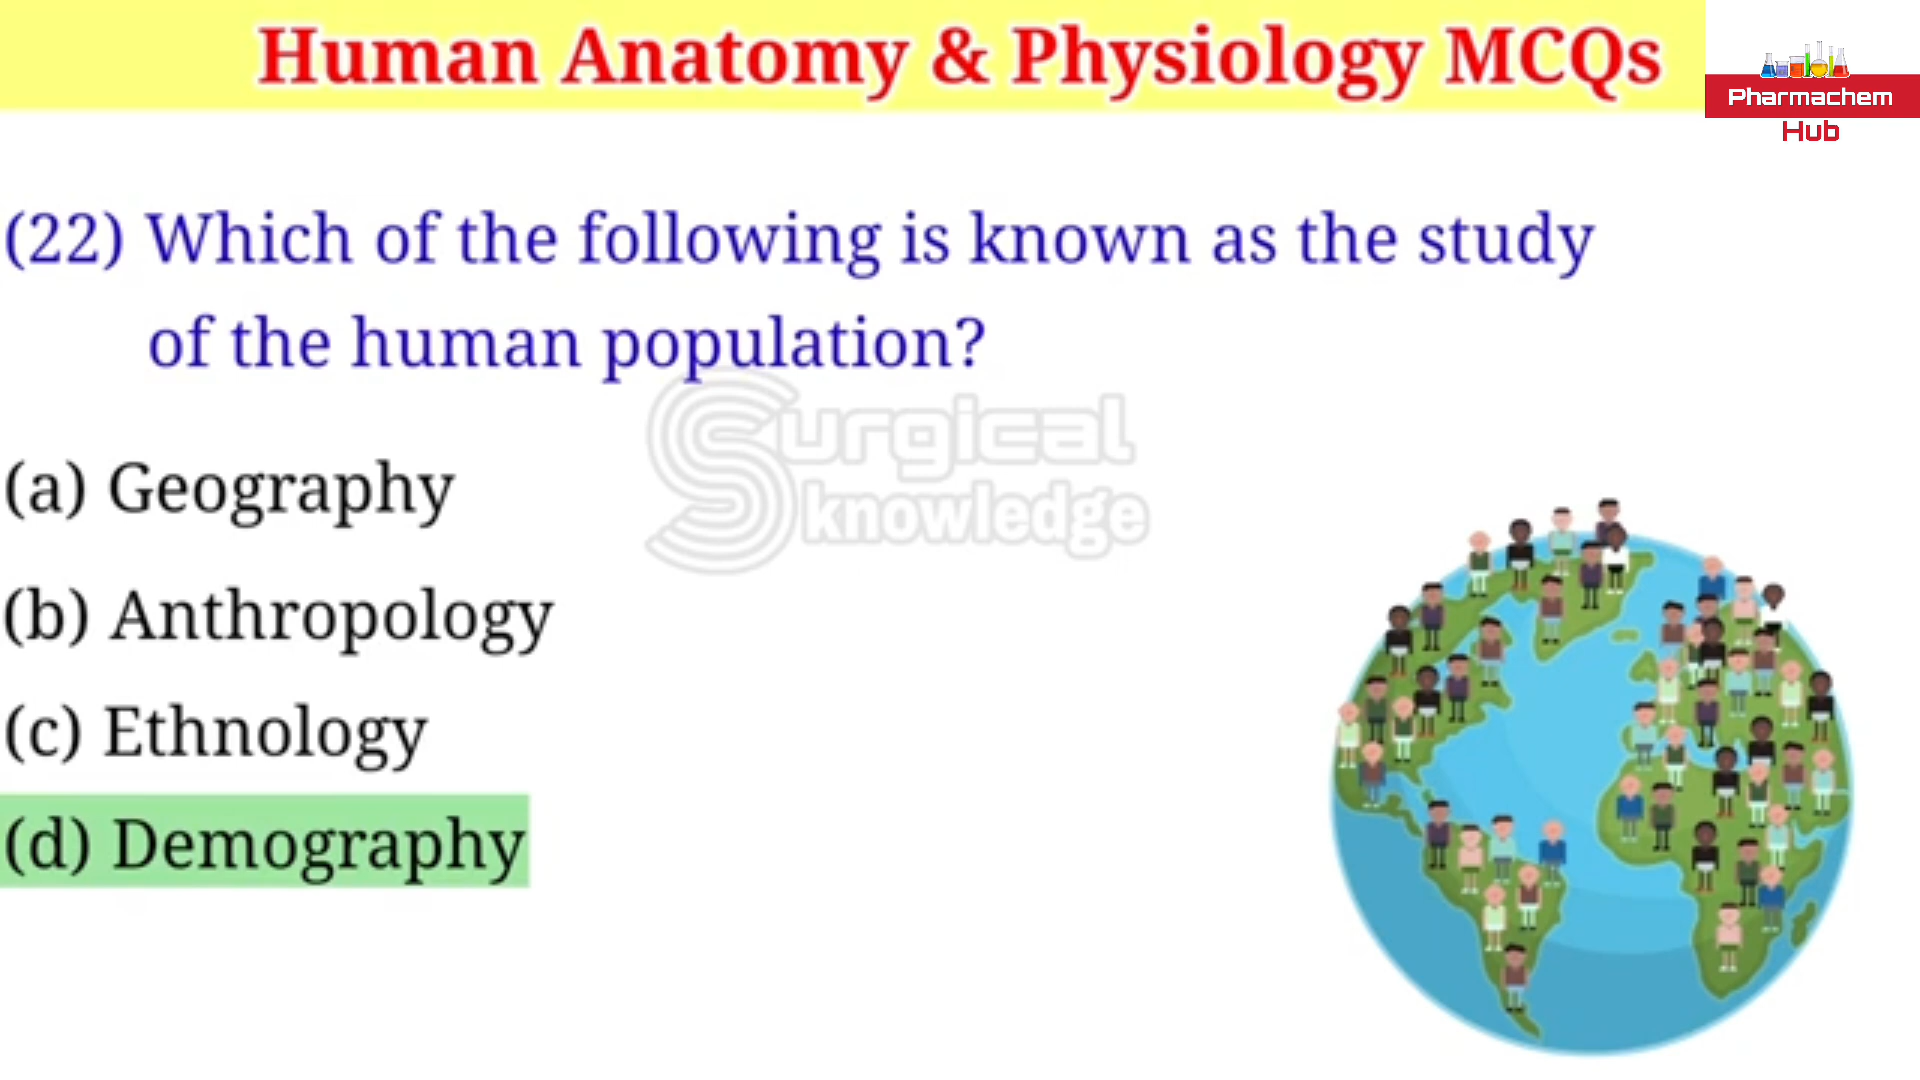 Human Anatomy & Physiology MCQs
Pharmachem
Hub
(22) Which of the following is known as the study
of the human population?
Surgical
knowledge
(a) Geography
(b) Anthropology
(c) Ethnology
(d) Demography